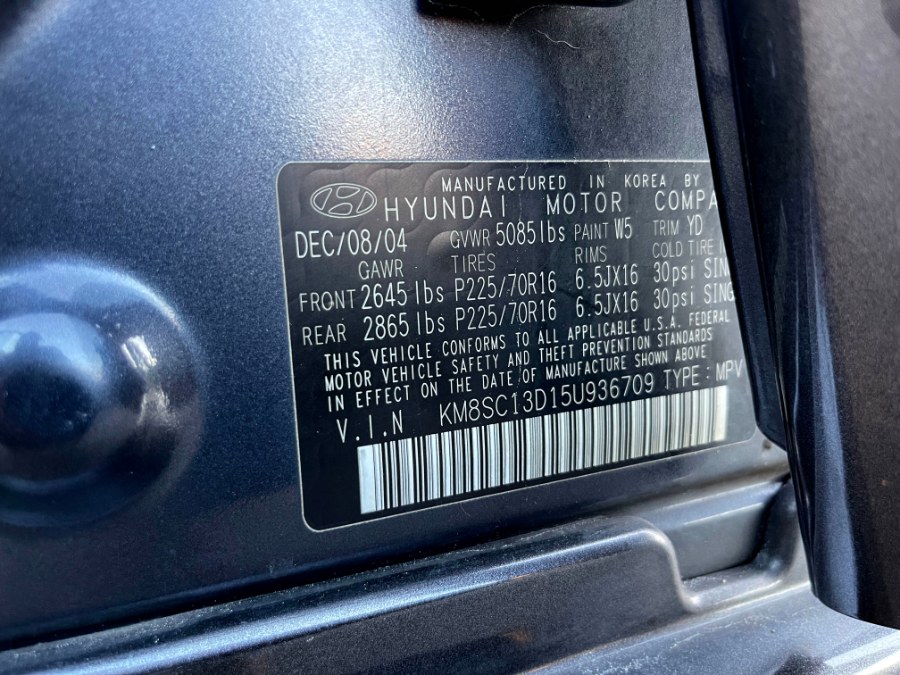 MANUFACTURED IN KOREA BY
HYUNDAI MOTOR
DEC/08/04 GVWR 5085lbs PAINT W5 TRIM YD
GAWR TIRES RIMS COLD TIRE
FRONT 2645lbs P225/70R16 6.5JX16 30psi
REAR 2865lbs P225/70R16 6.5JX16 30psi
THIS VEHICLE CONFORMS TO ALL APPLICABLE U.S.A. FEDERAL
MOTOR VEHICLE SAFETY AND THEFT PREVENTION STANDARDS
IN EFFECT ON THE DATE OF MANUFACTURE SHOWN ABOVE
V.I.N KM8SC13D15U936709 TYPE : MPV